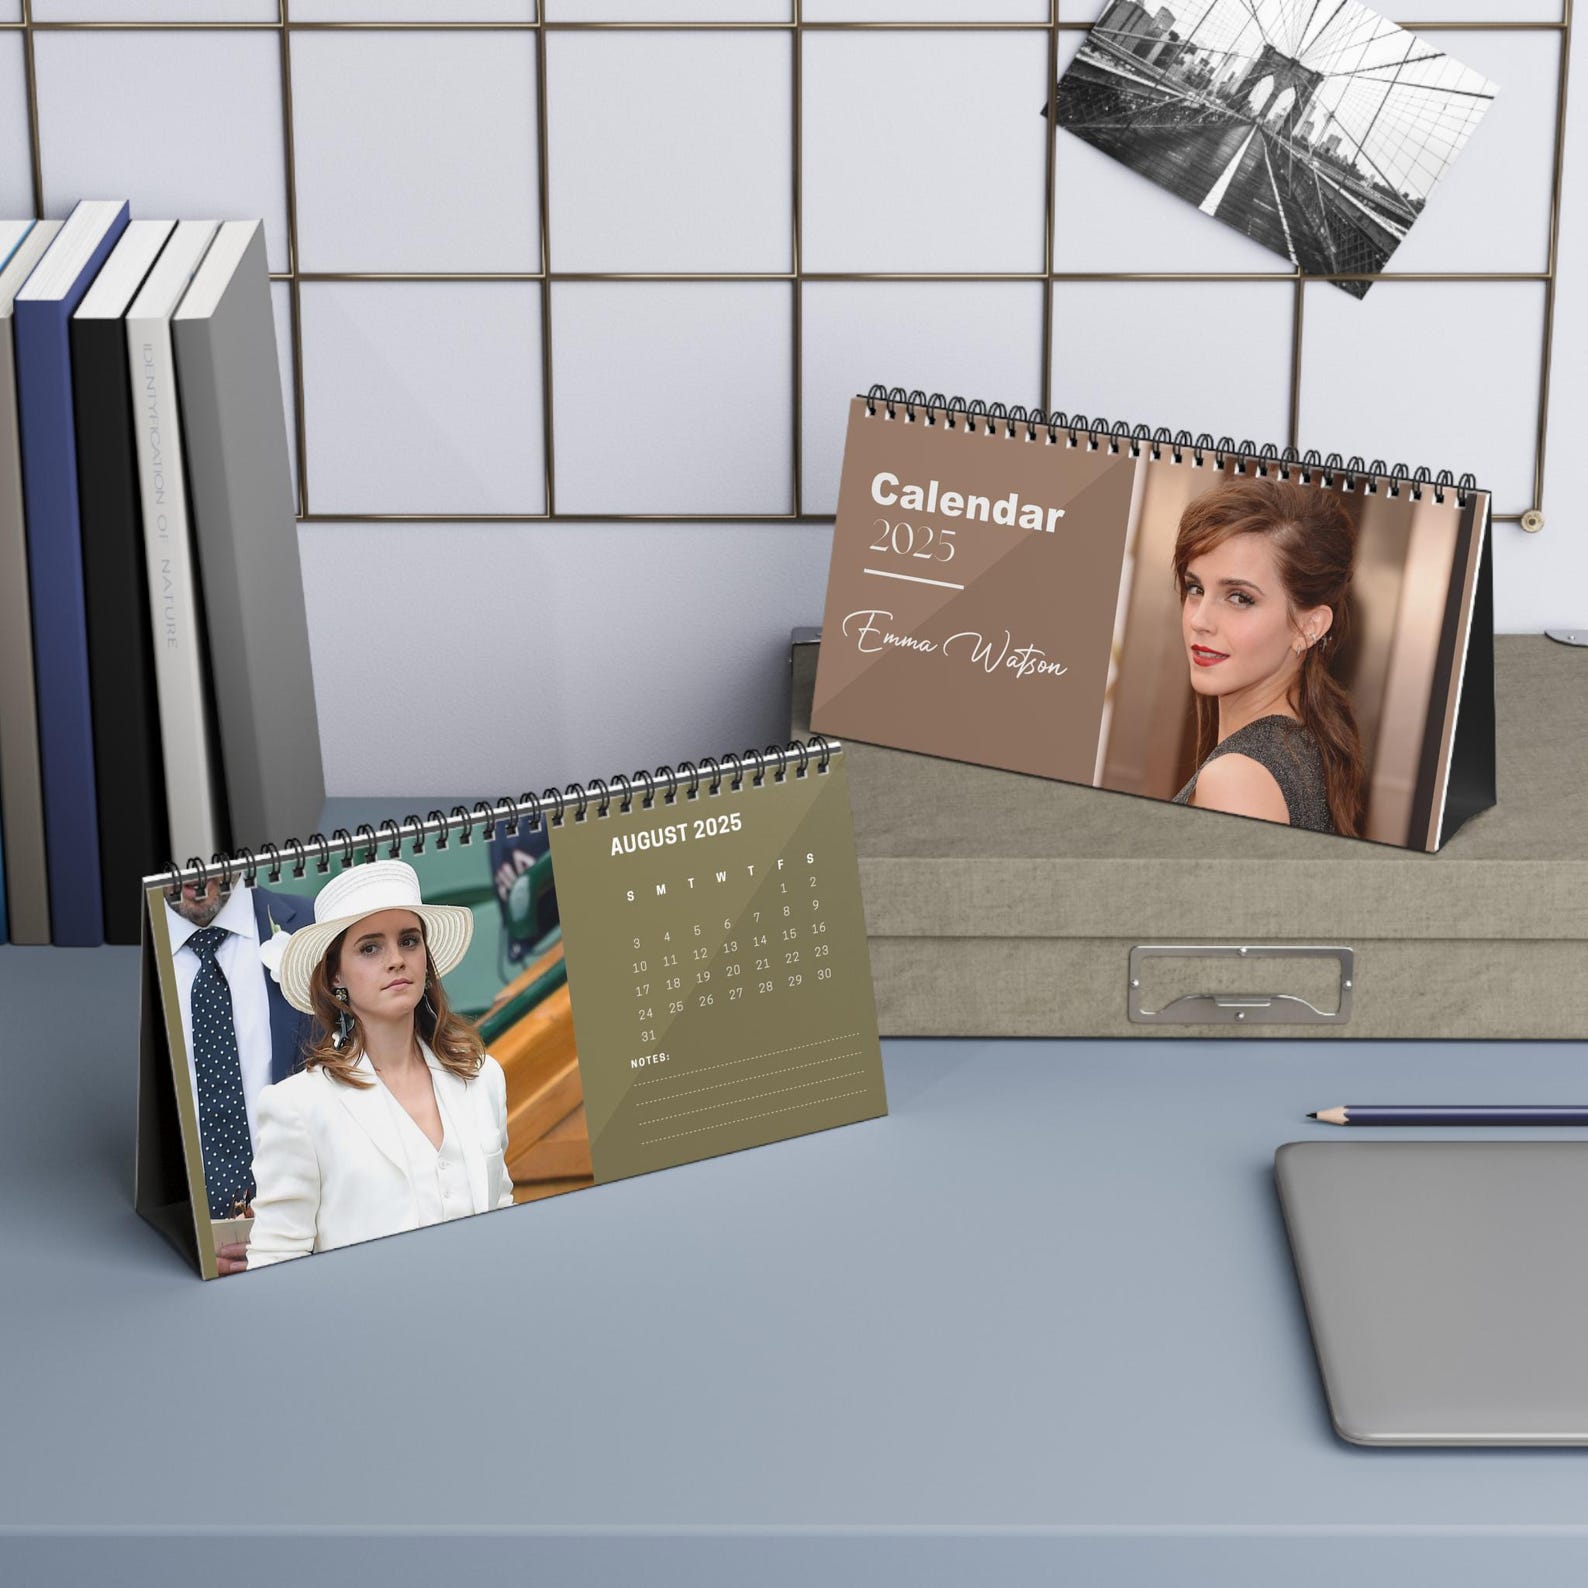 IDENTYFICATION OF NATURE
Calendar
2025
Emma Watson
AUGUST 2025
S M T W T F S
1 2
3 4 5 6 7 8 9
10 11 12 13 14 15 16
17 18 19 20 21 22 23
24 25 26 27 28 29 30
31
NOTES: